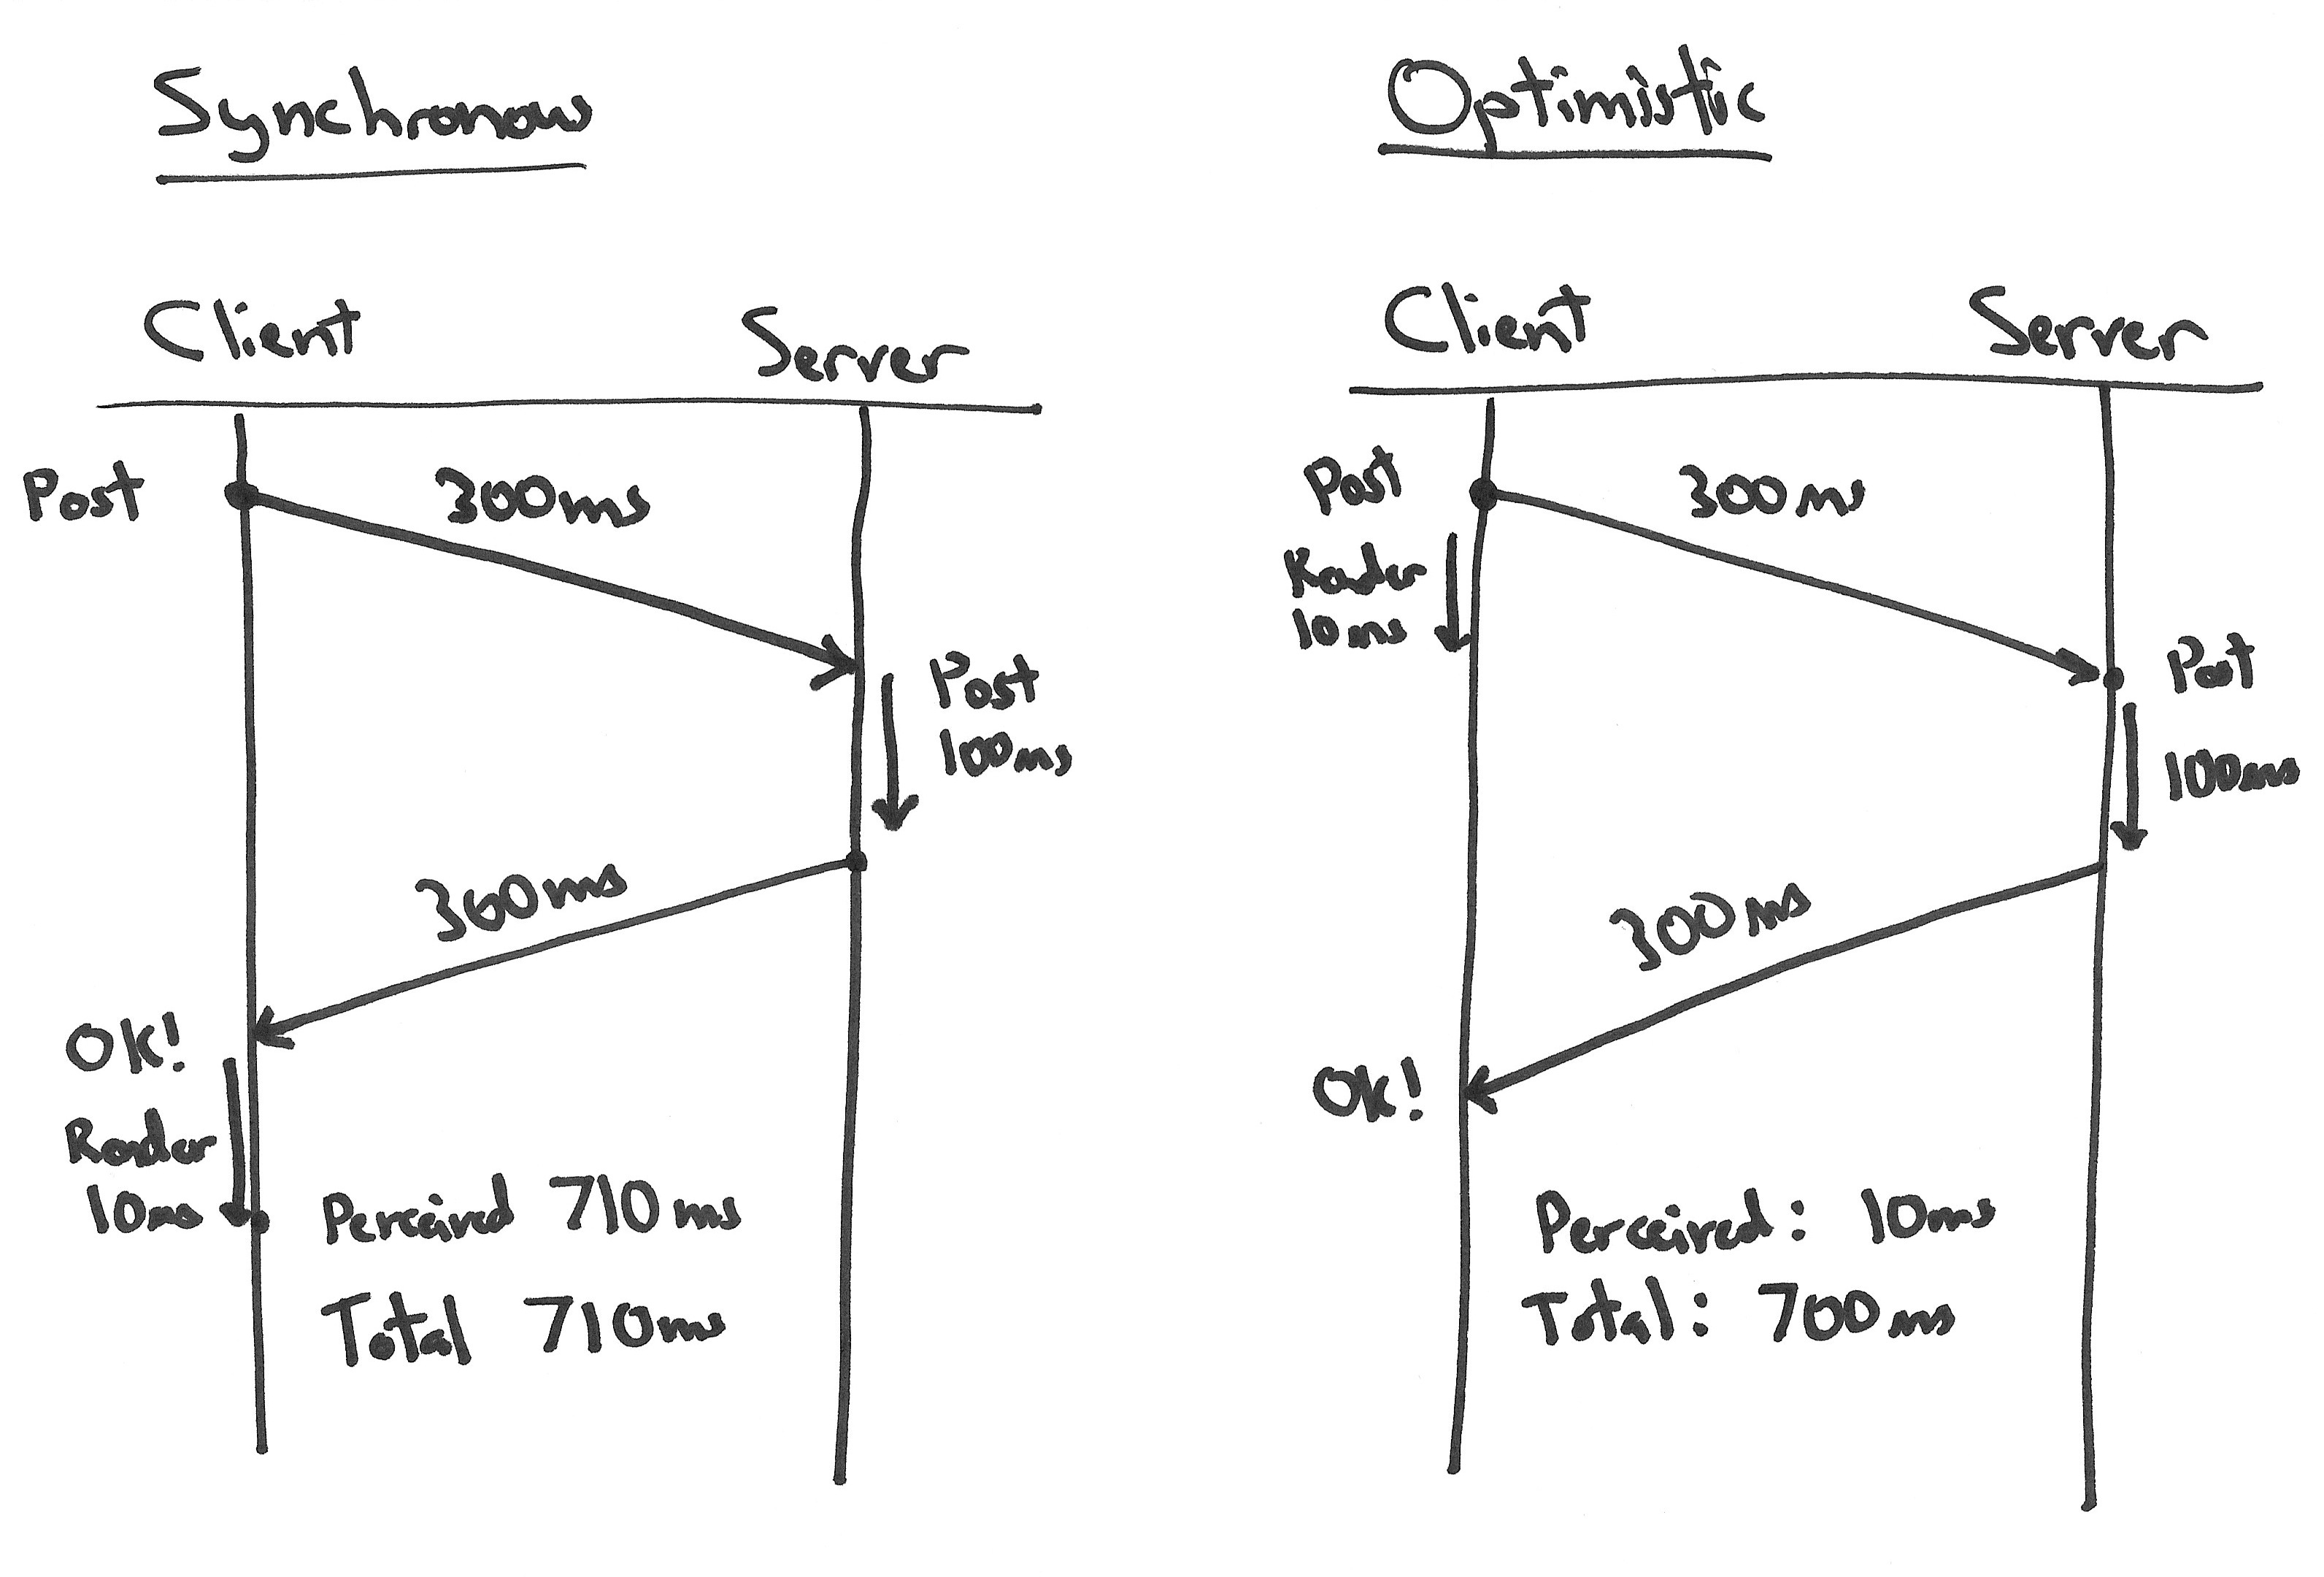 Synchronous
Client
Server
Post
300ms
Post
100ms
300ms
OK!
Render
10ms
Perceived 710ms
Total 710ms
Optimistic
Client
Server
Post
300ms
Render
10ms
Post
100ms
300ms
OK!
Perceived: 10ms
Total: 700ms